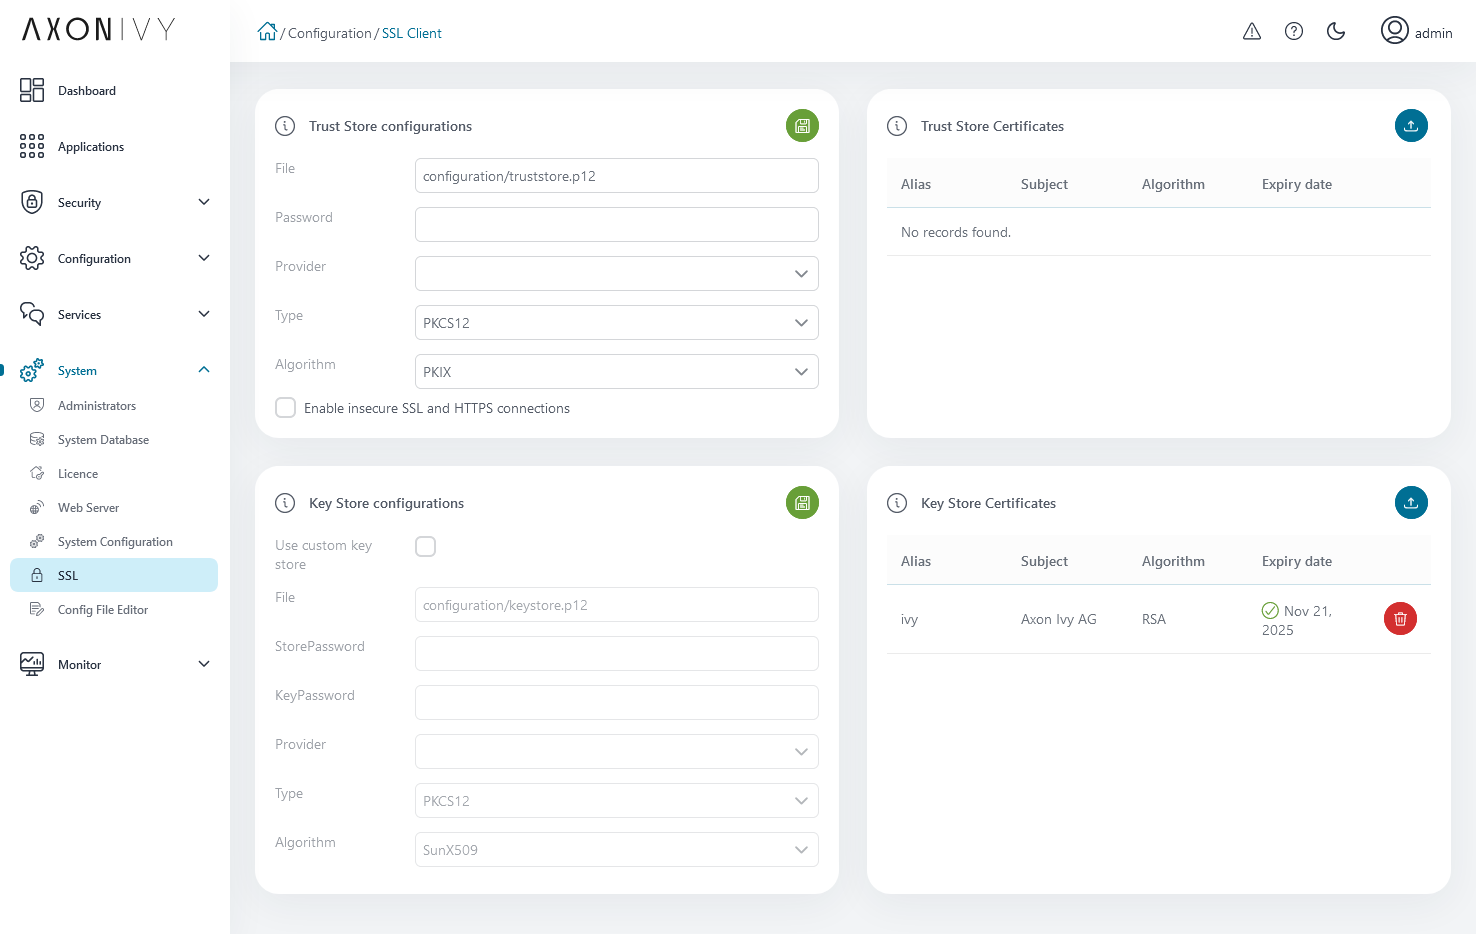 AXONIVY
/ Configuration / SSL Client
admin
Dashboard
Applications
Security
Configuration
Services
System
Administrators
System Database
Licence
Web Server
System Configuration
SSL
Config File Editor
Monitor
Trust Store configurations
File
configuration/truststore.p12
Password
Provider
Type
PKCS12
Algorithm
PKIX
Enable insecure SSL and HTTPS connections
Trust Store Certificates
Alias Subject Algorithm Expiry date
No records found.
Key Store configurations
Use custom key
store
File
configuration/keystore.p12
StorePassword
KeyPassword
Provider
Type
PKCS12
Algorithm
SunX509
Key Store Certificates
Alias Subject Algorithm Expiry date
ivy Axon Ivy AG RSA Nov 21,
2025